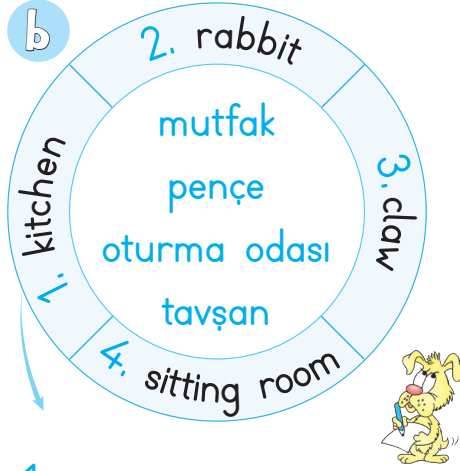 b
1. kitchen
2. rabbit
3. claw
4. sitting room
mutfak
pençe
oturma odası
tavşan